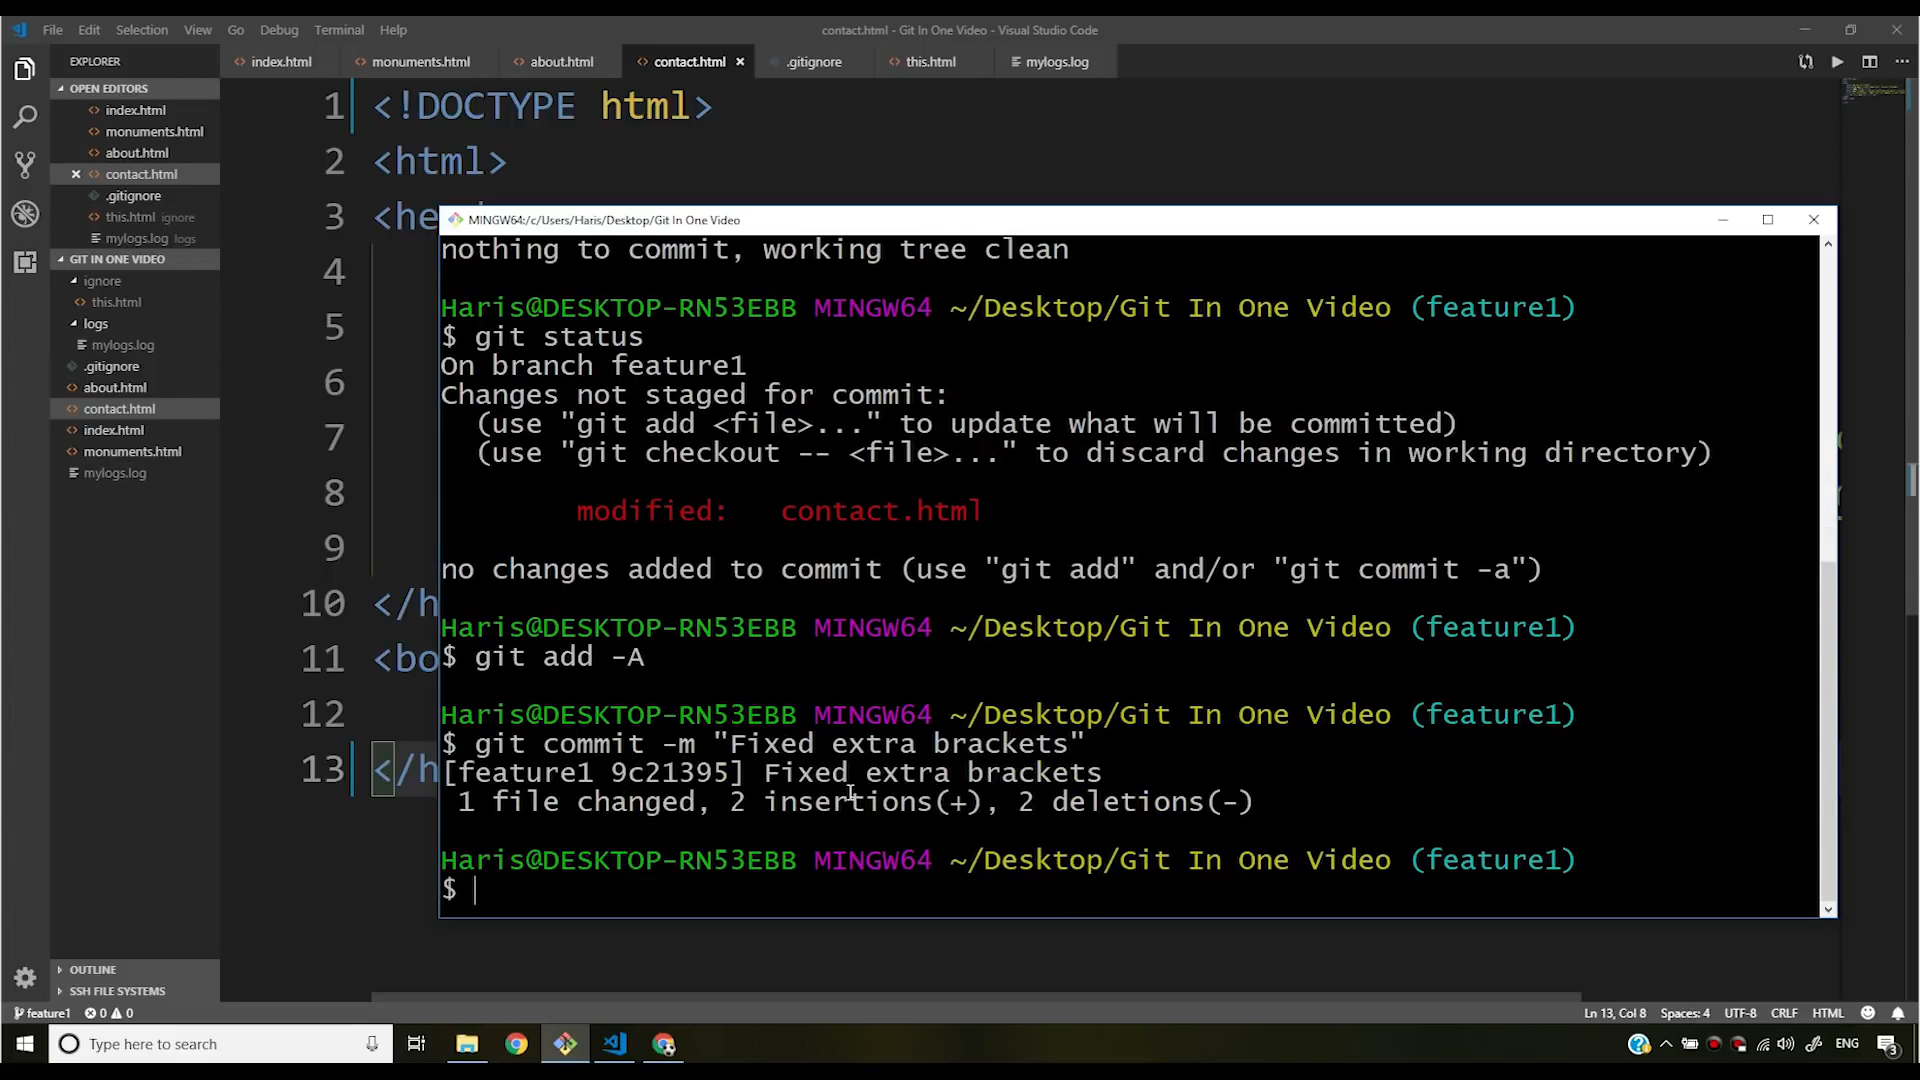 File Edit Selection View Go Debug Terminal Help
contact.html - Git In One Video - Visual Studio Code
EXPLORER
index.html
monuments.html
about.html
contact.html
.gitignore
this.html
mylogs.log
OPEN EDITORS
index.html
monuments.html
about.html
contact.html
.gitignore
this.html ignore
mylogs.log logs
GIT IN ONE VIDEO
ignore
this.html
logs
mylogs.log
.gitignore
about.html
contact.html
index.html
monuments.html
mylogs.log
OUTLINE
SSH FILE SYSTEMS
1 <!DOCTYPE html>
2 <html>
3 <he
4
5
6
7
8
9
10 </h
11 <bo
12
13 </h
MINGW64:/c/Users/Haris/Desktop/Git In One Video
nothing to commit, working tree clean
Haris@DESKTOP-RN53EBB MINGW64 ~/Desktop/Git In One Video (feature1)
$ git status
On branch feature1
Changes not staged for commit:
(use "git add <file>..." to update what will be committed)
(use "git checkout -- <file>..." to discard changes in working directory)
modified: contact.html
no changes added to commit (use "git add" and/or "git commit -a")
Haris@DESKTOP-RN53EBB MINGW64 ~/Desktop/Git In One Video (feature1)
$ git add -A
Haris@DESKTOP-RN53EBB MINGW64 ~/Desktop/Git In One Video (feature1)
$ git commit -m "Fixed extra brackets"
[feature1 9c21395] Fixed extra brackets
1 file changed, 2 insertions(+), 2 deletions(-)
Haris@DESKTOP-RN53EBB MINGW64 ~/Desktop/Git In One Video (feature1)
$
feature1 0 0
Ln 13, Col 8 Spaces: 4 UTF-8 CRLF HTML
Type here to search
ENG
3